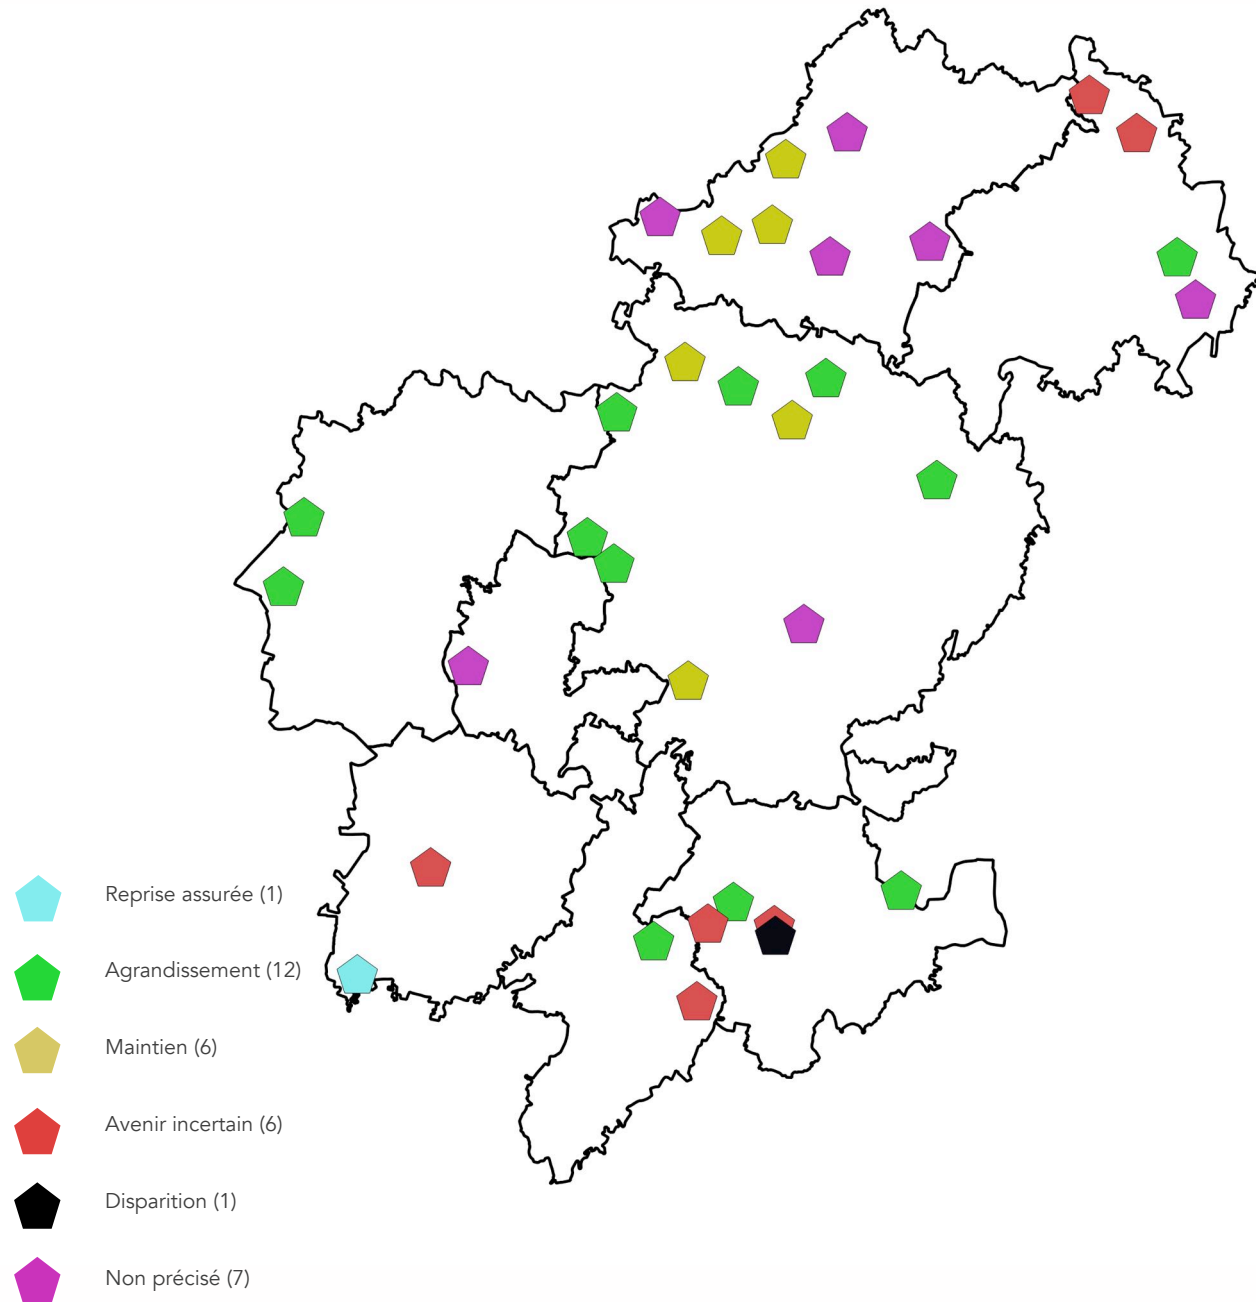 Reprise assurée (1)
Agrandissement (12)
Maintien (6)
Avenir incertain (6)
Disparition (1)
Non précisé (7)